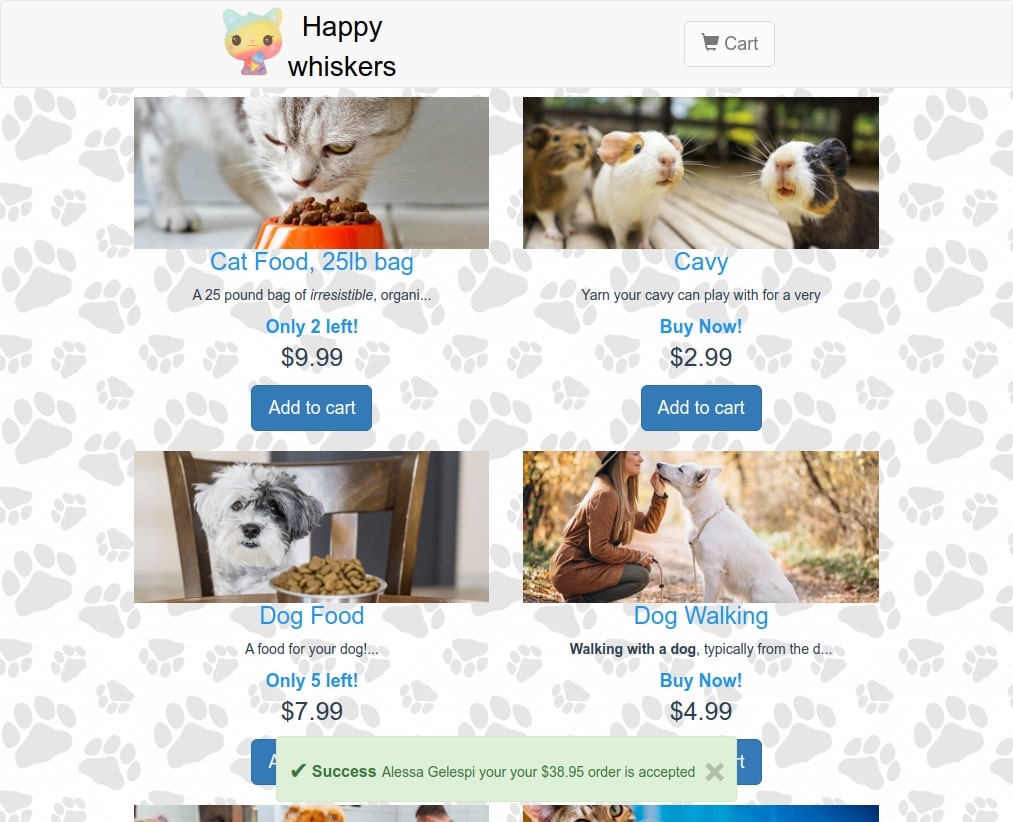 Happy
whiskers
Cart
Cat Food, 25lb bag
A 25 pound bag of irresistible, organi...
Only 2 left!
$9.99
Add to cart
Cavy
Yarn your cavy can play with for a very
Buy Now!
$2.99
Add to cart
Dog Food
A food for your dog!...
Only 5 left!
$7.99
Dog Walking
Walking with a dog, typically from the d...
Buy Now!
$4.99
✔ Success Alessa Gelespi your your $38.95 order is accepted ✖